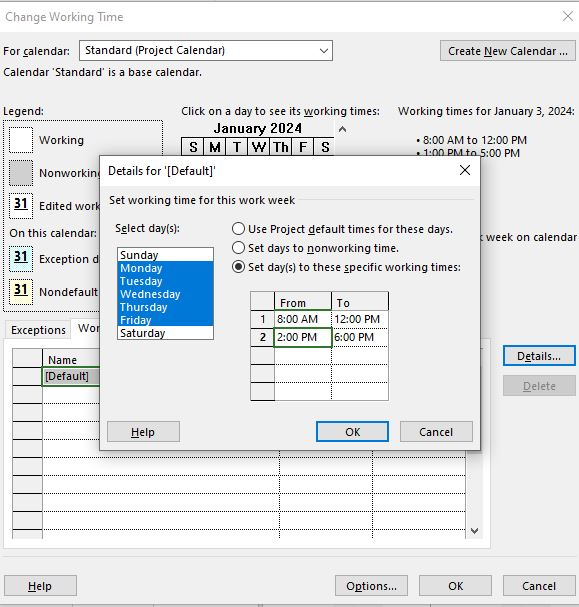 Change Working Time
For calendar: Standard (Project Calendar) Create New Calendar ...
Calendar 'Standard' is a base calendar.
Legend:
Working
Nonworking
31 Edited work
On this calendar:
31 Exception d
31 Nondefault
Click on a day to see its working times:
January 2024
S M T W Th F S
Working times for January 3, 2024:
• 8:00 AM to 12:00 PM
• 1:00 PM to 5:00 PM
k week on calendar
Details for '[Default]'
Set working time for this work week
Select day(s):
Sunday
Monday
Tuesday
Wednesday
Thursday
Friday
Saturday
Use Project default times for these days.
Set days to nonworking time.
Set day(s) to these specific working times:
From To
1 8:00 AM 12:00 PM
2 2:00 PM 6:00 PM
Help OK Cancel
Exceptions Wor
Name
[Default]
Details...
Delete
Help Options... OK Cancel